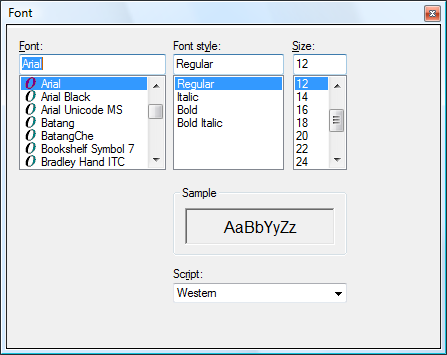 Font
Font:
Arial
Arial
Arial Black
Arial Unicode MS
Batang
BatangChe
Bookshelf Symbol 7
Bradley Hand ITC
Font style:
Regular
Regular
Italic
Bold
Bold Italic
Size:
12
12
14
16
18
20
22
24
Sample
AaBbYyZz
Script:
Western